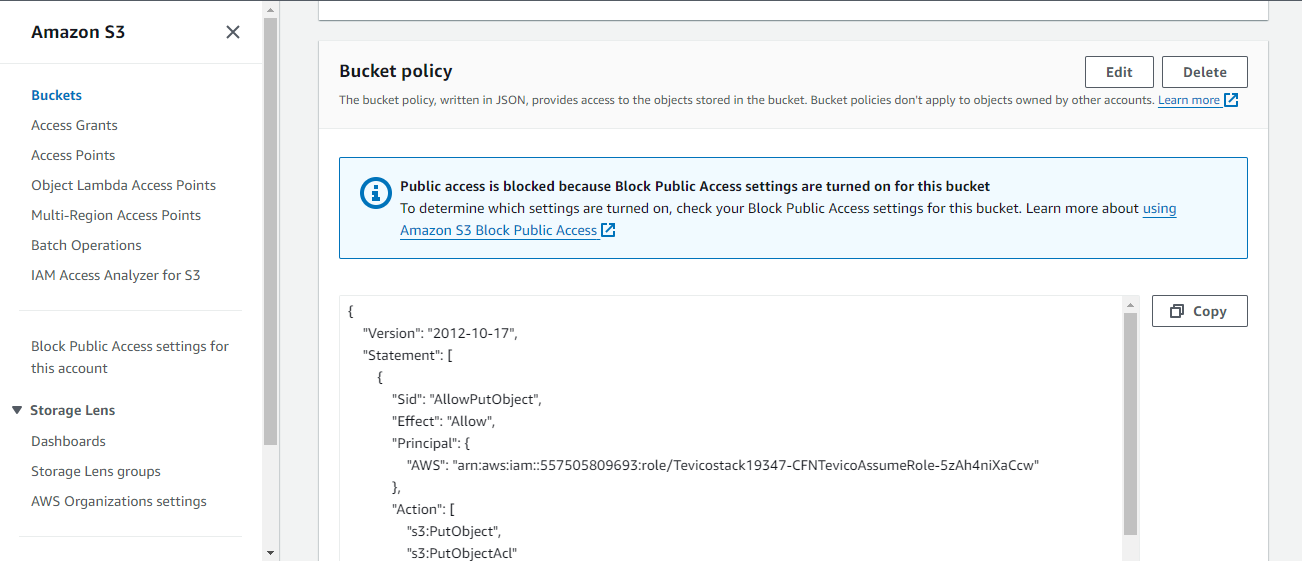 Amazon S3
Buckets
Access Grants
Access Points
Object Lambda Access Points
Multi-Region Access Points
Batch Operations
IAM Access Analyzer for S3
Block Public Access settings for
this account
Storage Lens
Dashboards
Storage Lens groups
AWS Organizations settings
Bucket policy
Edit
Delete
The bucket policy, written in JSON, provides access to the objects stored in the bucket. Bucket policies don't apply to objects owned by other accounts. Learn more
Public access is blocked because Block Public Access settings are turned on for this bucket
To determine which settings are turned on, check your Block Public Access settings for this bucket. Learn more about using
Amazon S3 Block Public Access
Copy
{
"Version": "2012-10-17",
"Statement": [
{
"Sid": "AllowPutObject",
"Effect": "Allow",
"Principal": {
"AWS": "arn:aws:iam::557505809693:role/Tevicostack19347-CFNTevicoAssumeRole-5zAh4niXaCcw"
},
"Action": [
"s3:PutObject",
"s3:PutObjectAcl"